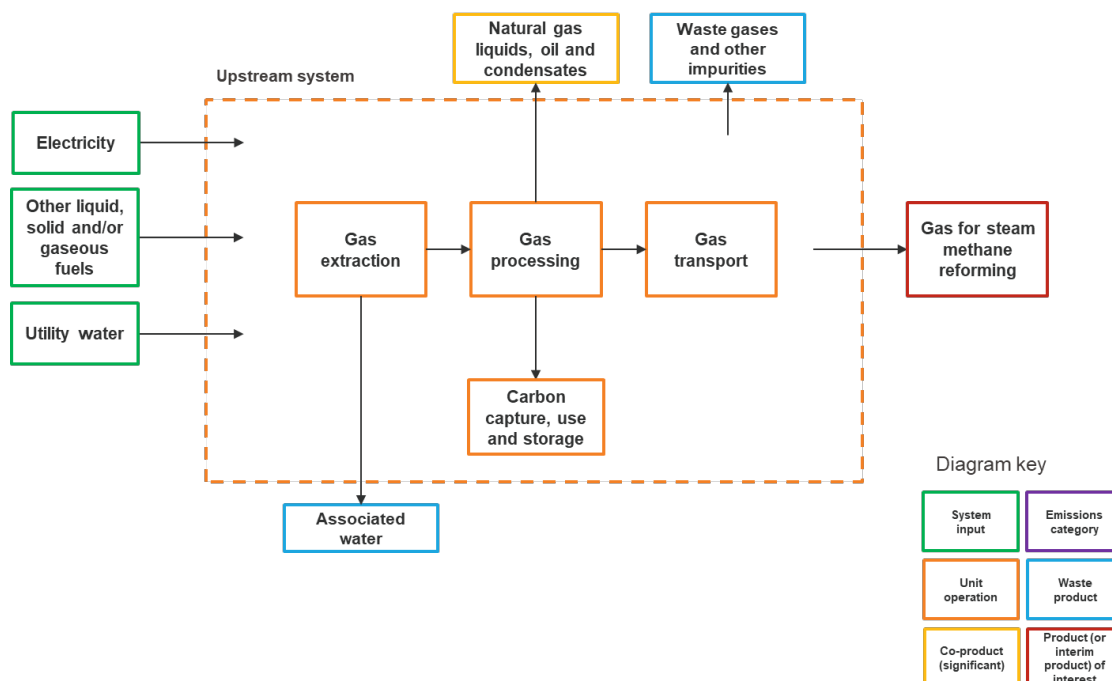 Natural gas
liquids, oil and
condensates
Waste gases
and other
impurities
Upstream system
Electricity
Other liquid,
solid and/or
gaseous
fuels
Utility water
Gas
extraction
Gas
processing
Gas
transport
Gas for steam
methane
reforming
Carbon
capture, use
and storage
Associated
water
Diagram key
System
input
Emissions
category
Unit
operation
Waste
product
Co-product
(significant)
Product (or
interim
product) of
interest